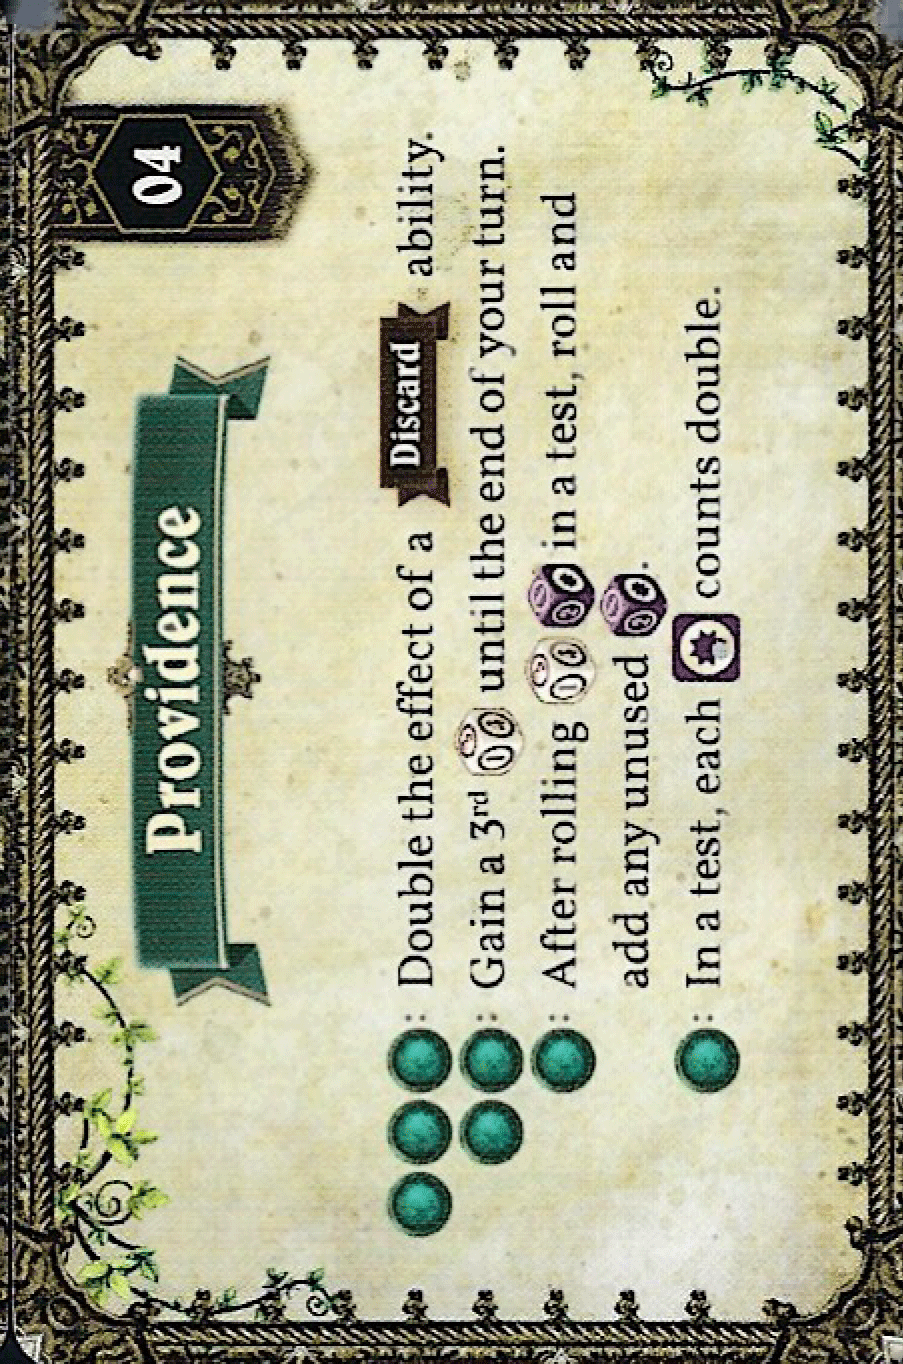 04
Providence
: Double the effect of a Discard ability.
: Gain a 3rd until the end of your turn.
: After rolling in a test, roll and
add any unused .
: In a test, each counts double.